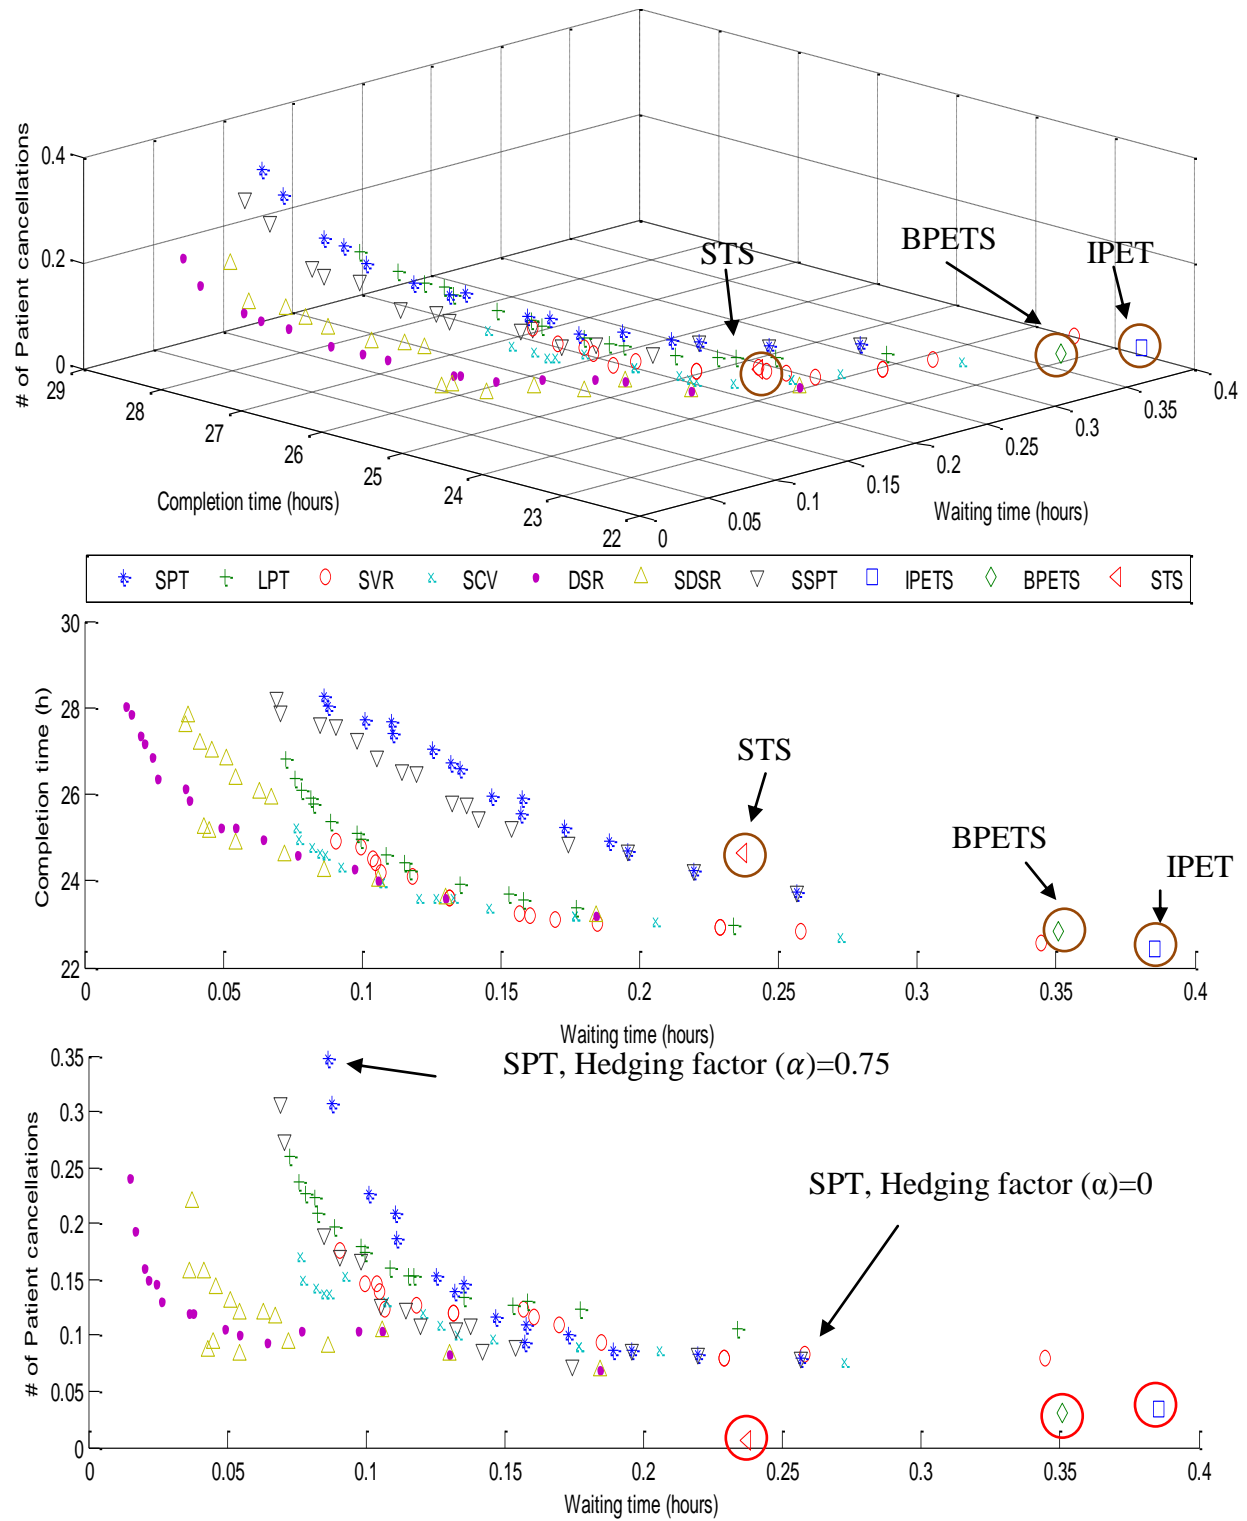 # of Patient cancellations
0.4
0.2
0
29
28
27
26
25
24
23
22
0
0.05
0.1
0.15
0.2
0.25
0.3
0.35
0.4
Completion time (hours)
Waiting time (hours)
STS
BPETS
IPET
SPT LPT SVR SCV DSR SDSR SSPT IPETS BPETS STS
Completion time (h)
30
28
26
24
22
STS
BPETS
IPET
0 0.05 0.1 0.15 0.2 0.25 0.3 0.35 0.4
Waiting time (hours)
# of Patient cancellations
0.35
0.3
0.25
0.2
0.15
0.1
0.05
0
SPT, Hedging factor (α)=0.75
SPT, Hedging factor (α)=0
0 0.05 0.1 0.15 0.2 0.25 0.3 0.35 0.4
Waiting time (hours)